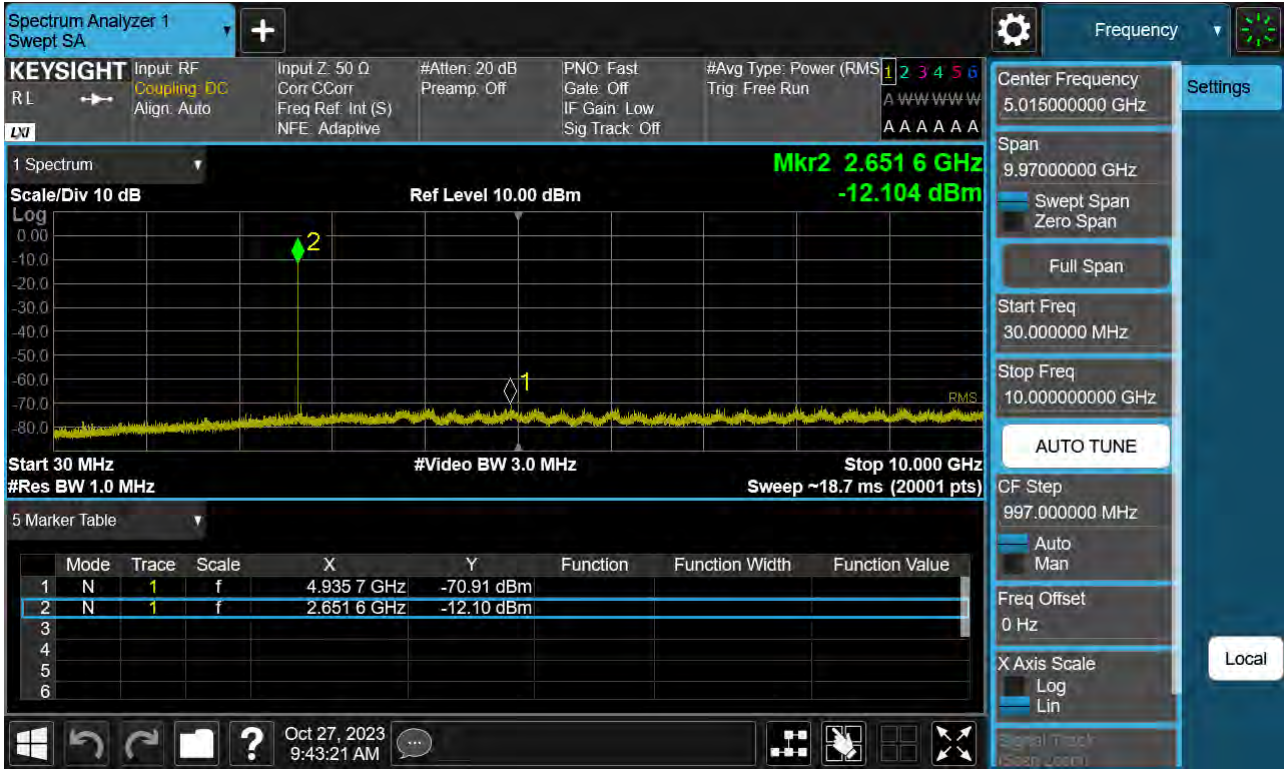 Spectrum Analyzer 1
Swept SA
Frequency
KEYSIGHT
RL
LXI
Input: RF
Coupling: DC
Align: Auto
Input Z: 50 Ω
Corr CCorr
Freq Ref: Int (S)
NFE: Adaptive
#Atten: 20 dB
Preamp: Off
PNO: Fast
Gate: Off
IF Gain: Low
Sig Track: Off
#Avg Type: Power (RMS
Trig: Free Run
1 2 3 4 5 6
A W W W W W
A A A A A A
1 Spectrum
Mkr2 2.651 6 GHz
Scale/Div 10 dB
Ref Level 10.00 dBm
-12.104 dBm
Log
0.00
-10.0
-20.0
-30.0
-40.0
-50.0
-60.0
-70.0
-80.0
2
1
RMS
Start 30 MHz
#Video BW 3.0 MHz
Stop 10.000 GHz
#Res BW 1.0 MHz
Sweep ~18.7 ms (20001 pts)
5 Marker Table
Mode Trace Scale X Y Function Function Width Function Value
1 N 1 f 4.935 7 GHz -70.91 dBm
2 N 1 f 2.651 6 GHz -12.10 dBm
3
4
5
6
Oct 27, 2023
9:43:21 AM
Center Frequency
5.015000000 GHz
Span
9.97000000 GHz
Swept Span
Zero Span
Full Span
Start Freq
30.000000 MHz
Stop Freq
10.000000000 GHz
AUTO TUNE
CF Step
997.000000 MHz
Auto
Man
Freq Offset
0 Hz
X Axis Scale
Log
Lin
Signal Track
(Span Zoom)
Settings
Local